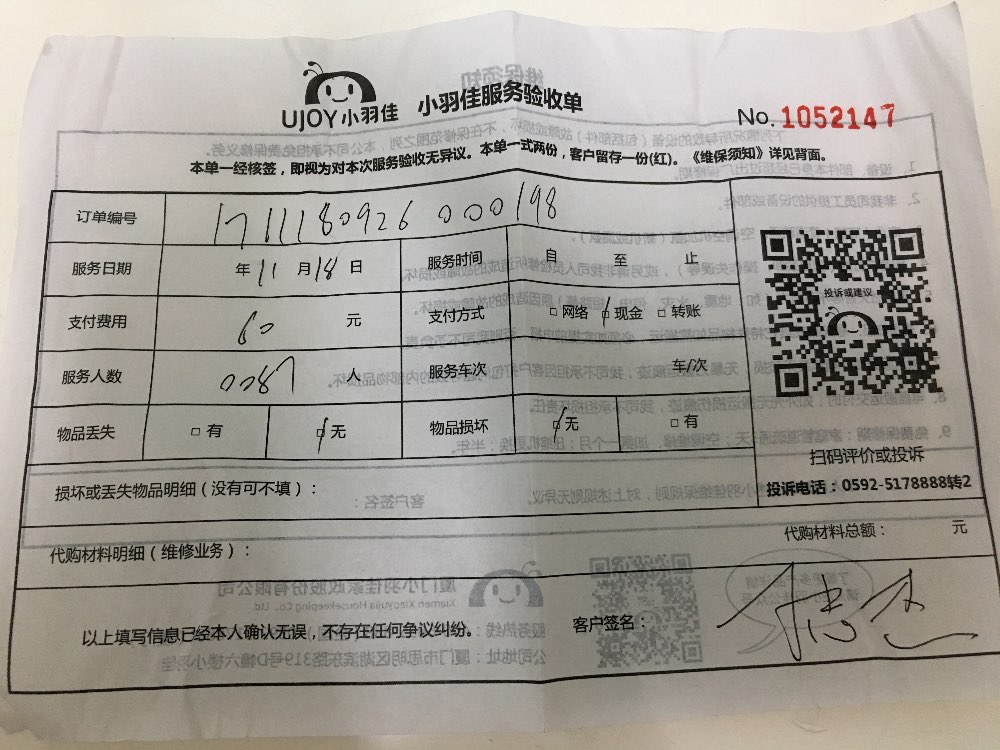 UJOY小羽佳 小羽佳服务验收单
No. 1052147
本单一经核签，即视为对本次服务验收无异议。本单一式两份，客户留存一份(红)。《维保须知》详见背面。
订单编号 1711180926 000198
服务日期 年 11 月 18 日 服务时间 自 至 止
支付费用 60 元 支付方式 □ 网络 □ 现金 □ 转账
服务人数 人 服务车次 车/次
物品丢失 □ 有 □ 无 物品损坏 □ 无 □ 有
投诉或建议
扫码评价或投诉
投诉电话：0592-5178888转2
损坏或丢失物品明细（没有可不填）：
代购材料明细（维修业务）： 代购材料总额： 元
以上填写信息已经本人确认无误，不存在任何争议纠纷。 客户签名：